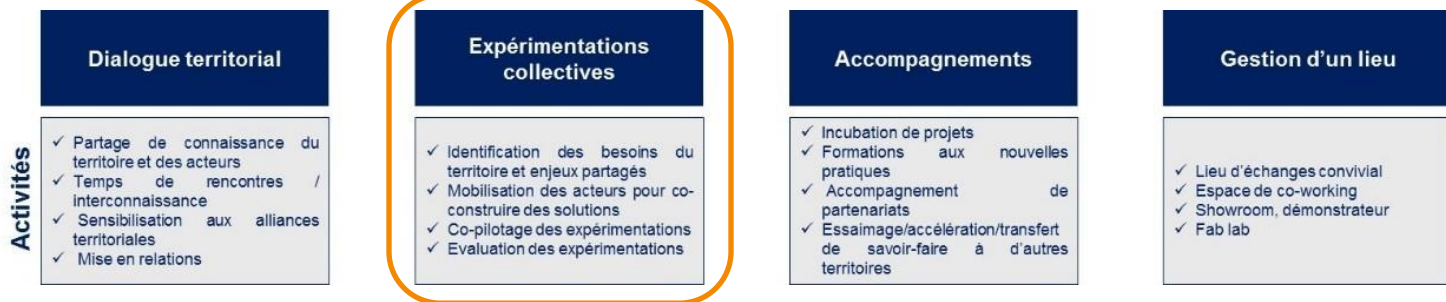 Dialogue territorial
Expérimentations
collectives
Accompagnements
Gestion d'un lieu
Activités
✓ Partage de connaissance du
territoire et des acteurs
✓ Temps de rencontres /
interconnaissance
✓ Sensibilisation aux alliances
territoriales
✓ Mise en relations
✓ Identification des besoins du
territoire et enjeux partagés
✓ Mobilisation des acteurs pour co-
construire des solutions
✓ Co-pilotage des expérimentations
✓ Evaluation des expérimentations
✓ Incubation de projets
✓ Formations aux nouvelles
pratiques
✓ Accompagnement de
partenariats
✓ Essaimage/accélération/transfert
de savoir-faire à d'autres
territoires
✓ Lieu d'échanges convivial
✓ Espace de co-working
✓ Showroom, démonstrateur
✓ Fab lab